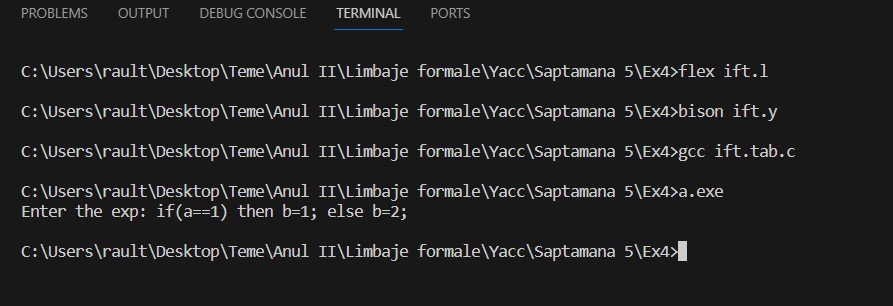 PROBLEMS OUTPUT DEBUG CONSOLE TERMINAL PORTS
C:\Users\rault\Desktop\Teme\Anul II\Limbaje formale\Yacc\Saptamana 5\Ex4>flex ift.l
C:\Users\rault\Desktop\Teme\Anul II\Limbaje formale\Yacc\Saptamana 5\Ex4>bison ift.y
C:\Users\rault\Desktop\Teme\Anul II\Limbaje formale\Yacc\Saptamana 5\Ex4>gcc ift.tab.c
C:\Users\rault\Desktop\Teme\Anul II\Limbaje formale\Yacc\Saptamana 5\Ex4>a.exe
Enter the exp: if(a==1) then b=1; else b=2;
C:\Users\rault\Desktop\Teme\Anul II\Limbaje formale\Yacc\Saptamana 5\Ex4>